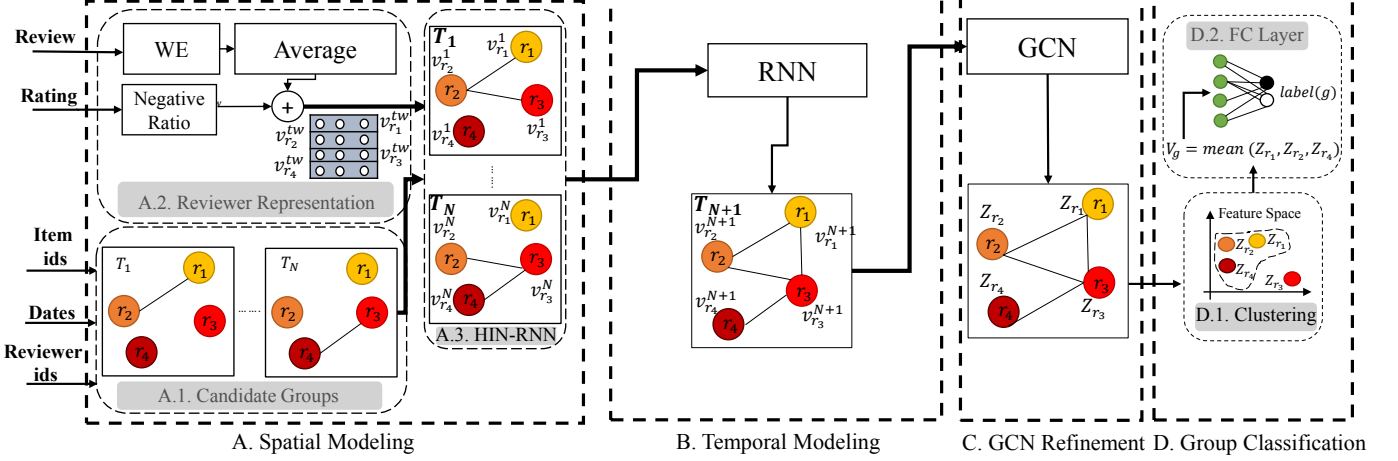 Review
WE
Average
Rating
Negative
Ratio
+
v_{r_2}^{tw}
v_{r_1}^{tw}
v_{r_4}^{tw}
v_{r_3}^{tw}
A.2. Reviewer Representation
Item
ids
Dates
Reviewer
ids
T_1
r_1
r_2
r_3
r_4
........
T_N
r_1
r_2
r_3
r_4
A.1. Candidate Groups
T_1
v_{r_1}^1
r_1
v_{r_2}^1
r_2
r_3
v_{r_3}^1
v_{r_4}^1
r_4
T_N
v_{r_1}^N
r_1
v_{r_2}^N
r_2
r_3
v_{r_3}^N
v_{r_4}^N
r_4
A.3. HIN-RNN
A. Spatial Modeling
RNN
T_{N+1}
r_1
v_{r_1}^{N+1}
v_{r_2}^{N+1}
r_2
r_3
v_{r_3}^{N+1}
v_{r_4}^{N+1}
r_4
B. Temporal Modeling
GCN
Z_{r_1}
r_1
Z_{r_2}
r_2
r_3
Z_{r_3}
Z_{r_4}
r_4
C. GCN Refinement
D.2. FC Layer
label(g)
V_g = mean (Z_{r_1}, Z_{r_2}, Z_{r_4})
Feature Space
Z_{r_2}
Z_{r_1}
Z_{r_4}
Z_{r_3}
D.1. Clustering
D. Group Classification